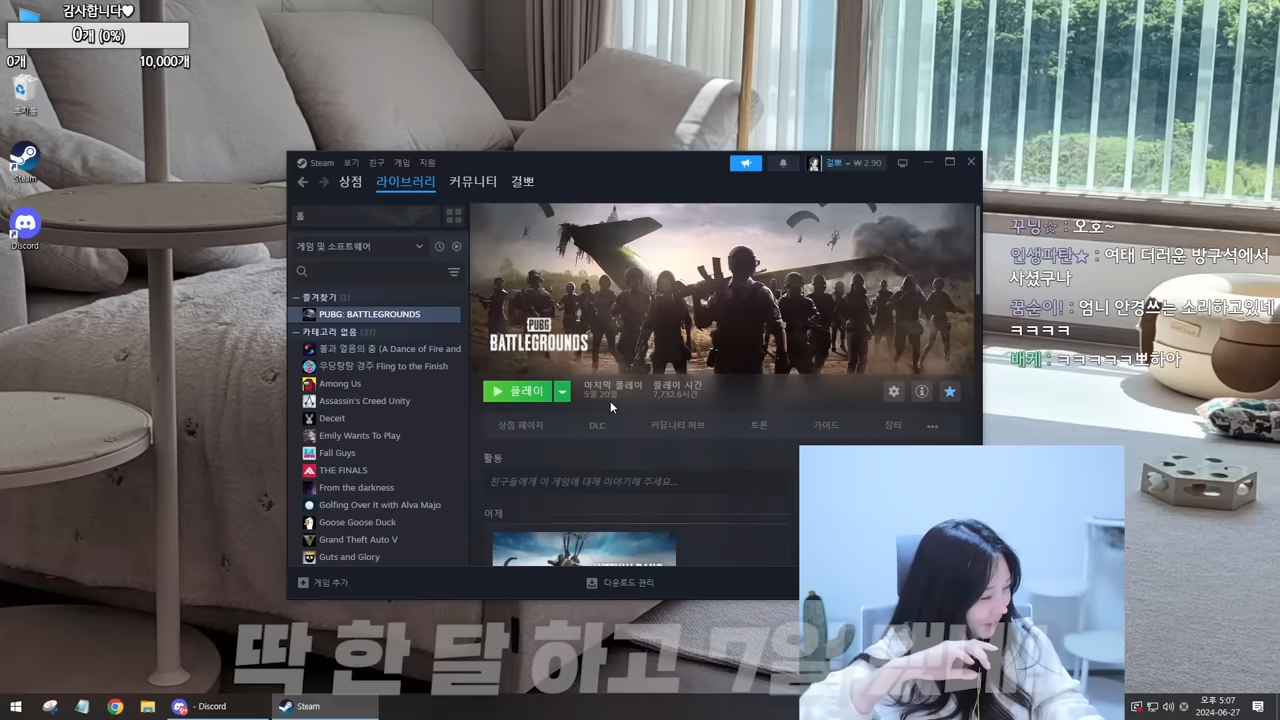 감사합니다♥
0개 (0%)
0개 10,000개
휴지통
Steam
Discord
Steam 보기 친구 게임 지원
걸뽀 ₩ 2.90
상점 라이브러리 커뮤니티 걸뽀
홈
게임 및 소프트웨어
즐겨찾기 (1)
PUBG: BATTLEGROUNDS
카테고리 없음 (37)
불과 얼음의 춤 (A Dance of Fire and
우당탕탕 경주 Fling to the Finish
Among Us
Assassin's Creed Unity
Deceit
Emily Wants To Play
Fall Guys
THE FINALS
From the darkness
Golfing Over It with Alva Majo
Goose Goose Duck
Grand Theft Auto V
Guts and Glory
게임 추가
PUBG
BATTLEGROUNDS
플레이
마지막 플레이
5월 20일
플레이 시간
7,732.6시간
상점 페이지 DLC 커뮤니티 허브 토론 가이드 장터
활동
친구들에게 이 게임에 대해 이야기해 주세요...
어제
다운로드 관리
꾸닝☆ : 오호~
인생파탄★ : 여태 더러운 방구석에서
사셨구나
꿈순이! : 엄니 안경쓰는 소리하고있네
ㅋㅋㅋㅋ
배게 : ㅋㅋㅋㅋㅋ뽀하아
딱 한 달 하고 7일
- Discord
Steam
오후 5:07
2024-06-27